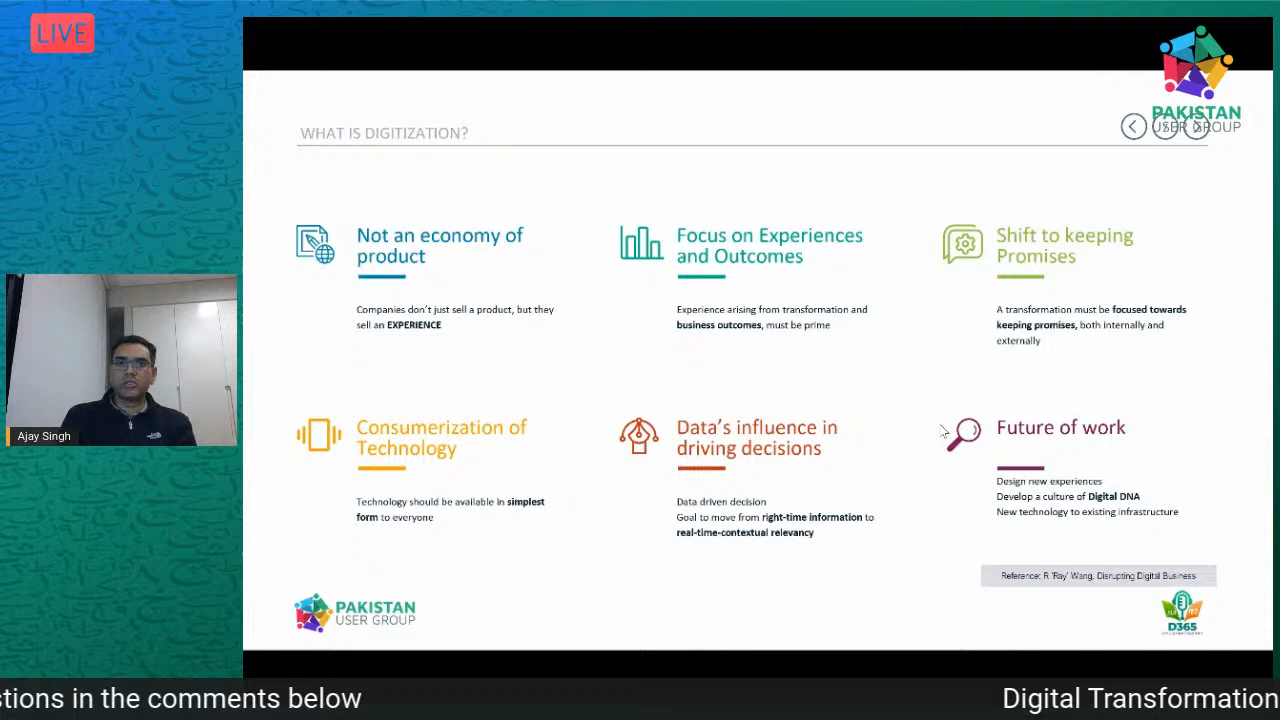 LIVE
PAKISTAN
USER GROUP
WHAT IS DIGITIZATION?
Not an economy of
product
Companies don't just sell a product, but they
sell an EXPERIENCE
Focus on Experiences
and Outcomes
Experience arising from transformation and
business outcomes, must be prime
Shift to keeping
Promises
A transformation must be focused towards
keeping promises, both internally and
externally
Ajay Singh
Consumerization of
Technology
Technology should be available in simplest
form to everyone
Data's influence in
driving decisions
Data driven decision
Goal to move from right-time information to
real-time-contextual relevancy
Future of work
Design new experiences
Develop a culture of Digital DNA
New technology to existing infrastructure
Reference: R 'Ray' Wang, Disrupting Digital Business
PAKISTAN
USER GROUP
D365
stions in the comments below
Digital Transformation